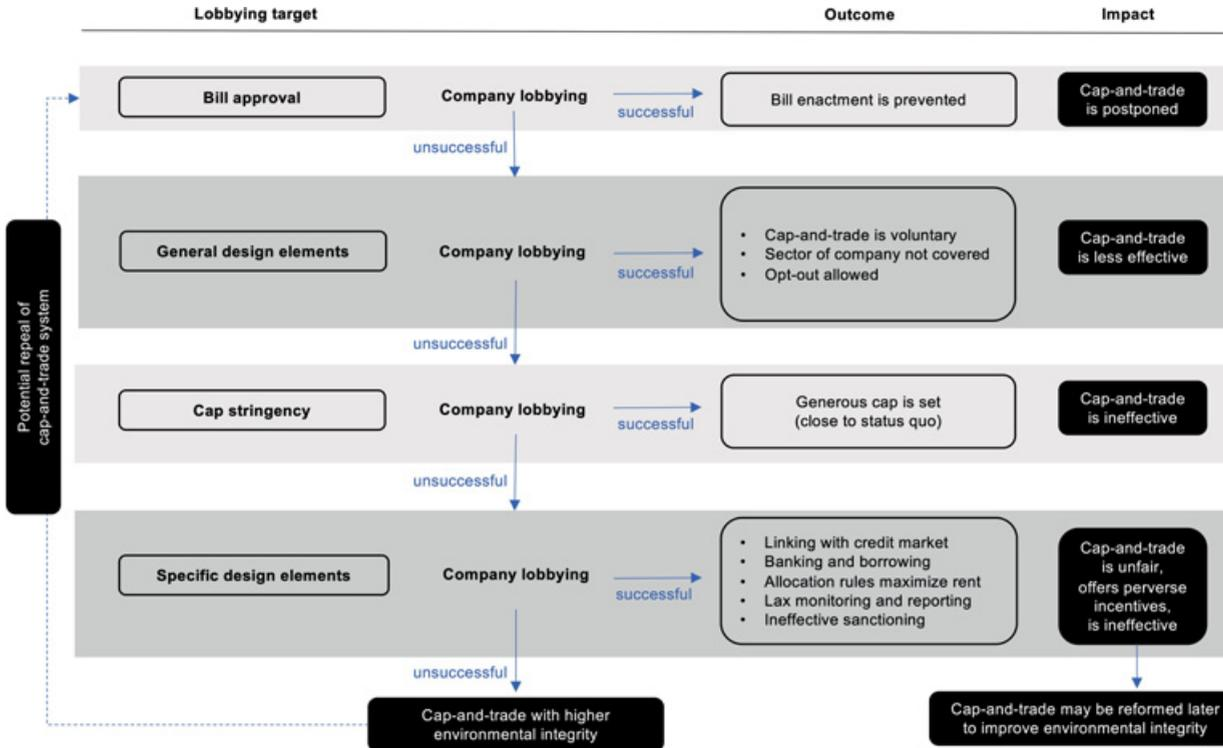 Lobbying target
Outcome
Impact
Bill approval
Company lobbying
successful
Bill enactment is prevented
Cap-and-trade
is postponed
unsuccessful
General design elements
Company lobbying
successful
• Cap-and-trade is voluntary
• Sector of company not covered
• Opt-out allowed
Cap-and-trade
is less effective
unsuccessful
Potential repeal of
cap-and-trade system
Cap stringency
Company lobbying
successful
Generous cap is set
(close to status quo)
Cap-and-trade
is ineffective
unsuccessful
Specific design elements
Company lobbying
successful
• Linking with credit market
• Banking and borrowing
• Allocation rules maximize rent
• Lax monitoring and reporting
• Ineffective sanctioning
Cap-and-trade
is unfair,
offers perverse
incentives,
is ineffective
unsuccessful
Cap-and-trade with higher
environmental integrity
Cap-and-trade may be reformed later
to improve environmental integrity